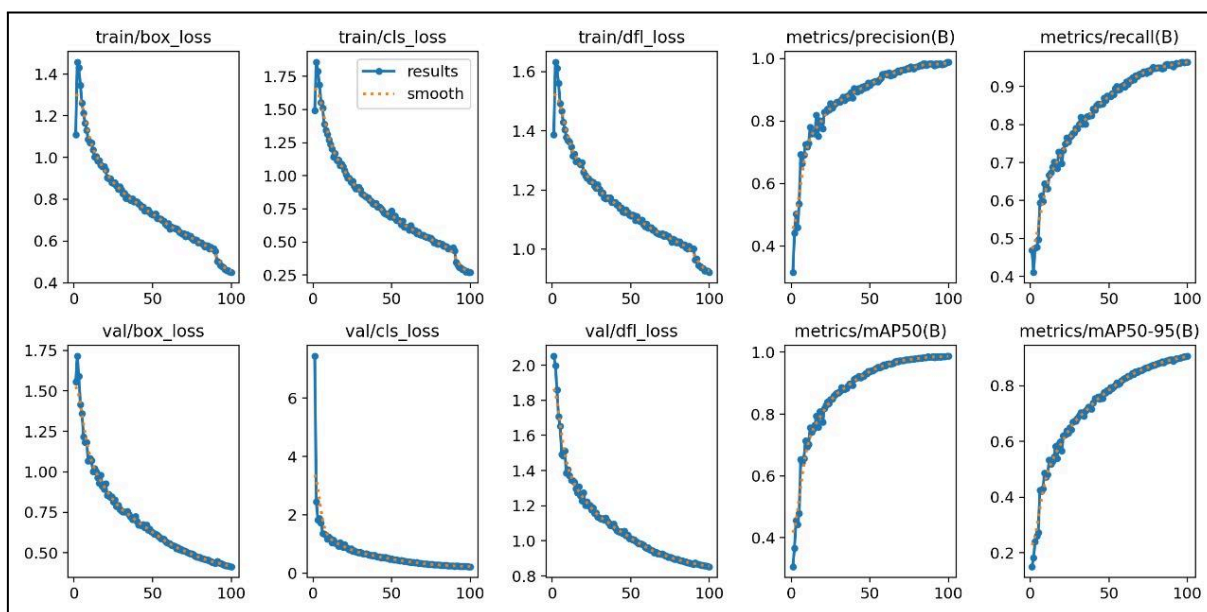 train/box_loss
train/cls_loss
train/dfl_loss
metrics/precision(B)
metrics/recall(B)
1.4
1.2
1.0
0.8
0.6
0.4
0 50 100
1.75
1.50
1.25
1.00
0.75
0.50
0.25
0 50 100
results
smooth
1.6
1.4
1.2
1.0
0 50 100
1.0
0.8
0.6
0.4
0 50 100
0.9
0.8
0.7
0.6
0.5
0.4
0 50 100
val/box_loss
val/cls_loss
val/dfl_loss
metrics/mAP50(B)
metrics/mAP50-95(B)
1.75
1.50
1.25
1.00
0.75
0.50
0 50 100
6
4
2
0
0 50 100
2.0
1.8
1.6
1.4
1.2
1.0
0.8
0 50 100
1.0
0.9
0.8
0.7
0.6
0.5
0.4
0 50 100
0.8
0.6
0.4
0.2
0 50 100